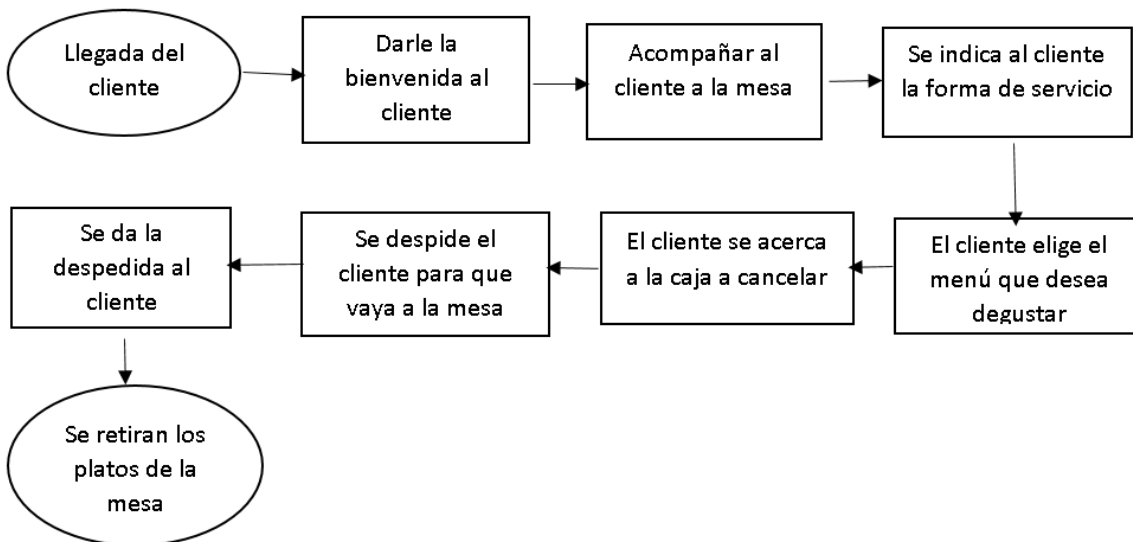 Llegada del
cliente
Darle la
bienvenida al
cliente
Acompañar al
cliente a la mesa
Se indica al cliente
la forma de servicio
El cliente elige el
menú que desea
degustar
El cliente se acerca
a la caja a cancelar
Se despide el
cliente para que
vaya a la mesa
Se da la
despedida al
cliente
Se retiran los
platos de la
mesa